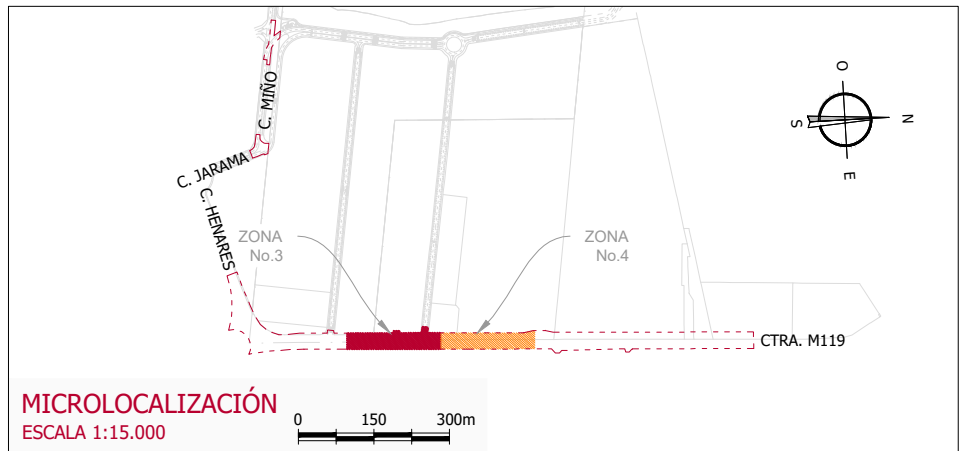 C. MIÑO
C. JARAMA
C. HENARES
ZONA
No.3
ZONA
No.4
O
N
S
E
CTRA. M119
MICROLOCALIZACIÓN
ESCALA 1:15.000
0 150 300m